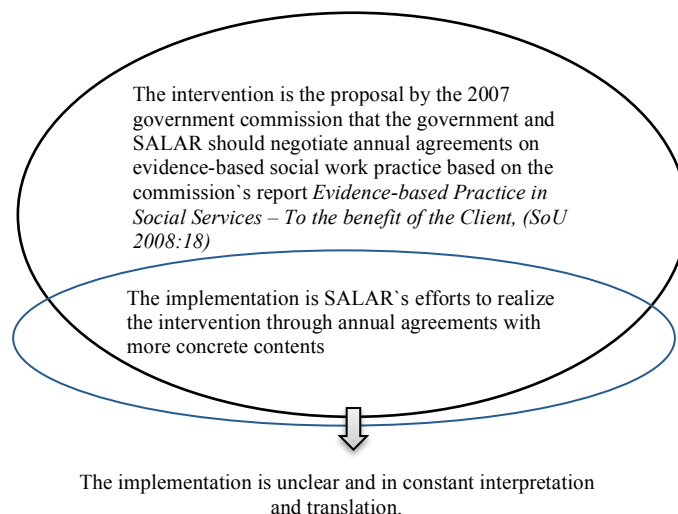 The intervention is the proposal by the 2007
government commission that the government and
SALAR should negotiate annual agreements on
evidence-based social work practice based on the
commission`s report Evidence-based Practice in
Social Services – To the benefit of the Client, (SoU
2008:18)
The implementation is SALAR`s efforts to realize
the intervention through annual agreements with
more concrete contents
The implementation is unclear and in constant interpretation
and translation.